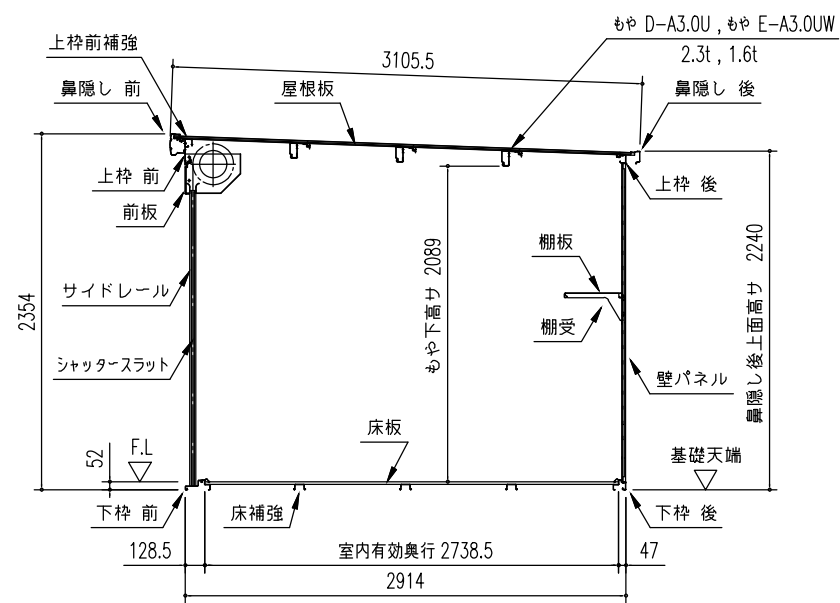 もや D-A3.0U , もや E-A3.0UW
2.3t , 1.6t
上枠前補強
3105.5
鼻隠し 前
屋根板
鼻隠し 後
上枠 前
上枠 後
前板
棚板
サイドレール
もや下高サ 2089
鼻隠し後上面高サ 2240
2354
棚受
シャッタースラット
壁パネル
床板
F.L
52
基礎天端
下枠 前
床補強
下枠 後
128.5
室内有効奥行 2738.5
47
2914